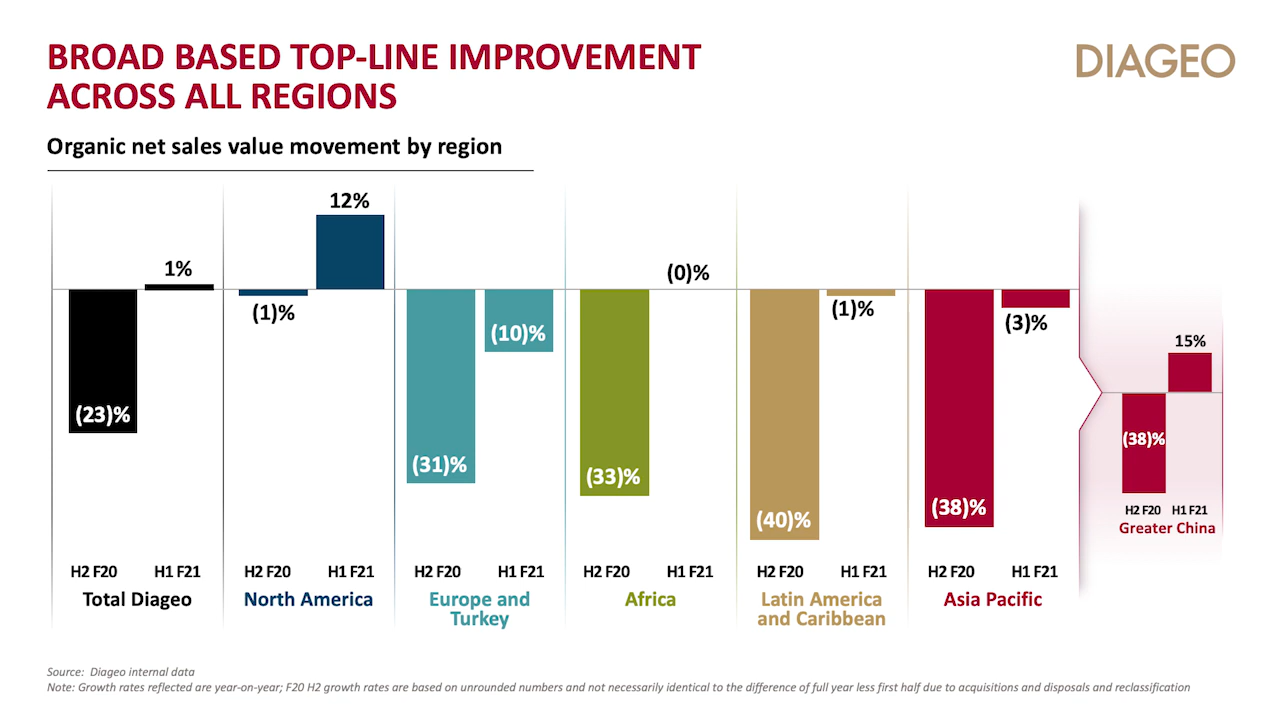 BROAD BASED TOP-LINE IMPROVEMENT
ACROSS ALL REGIONS
DIAGEO
Organic net sales value movement by region
1%
(23)%
H2 F20 H1 F21
Total Diageo
12%
(1)%
H2 F20 H1 F21
North America
(10)%
(31)%
H2 F20 H1 F21
Europe and
Turkey
(0)%
(33)%
H2 F20 H1 F21
Africa
(1)%
(40)%
H2 F20 H1 F21
Latin America
and Caribbean
(3)%
(38)%
H2 F20 H1 F21
Asia Pacific
15%
(38)%
H2 F20 H1 F21
Greater China
Source: Diageo internal data
Note: Growth rates reflected are year-on-year; F20 H2 growth rates are based on unrounded numbers and not necessarily identical to the difference of full year less first half due to acquisitions and disposals and reclassification